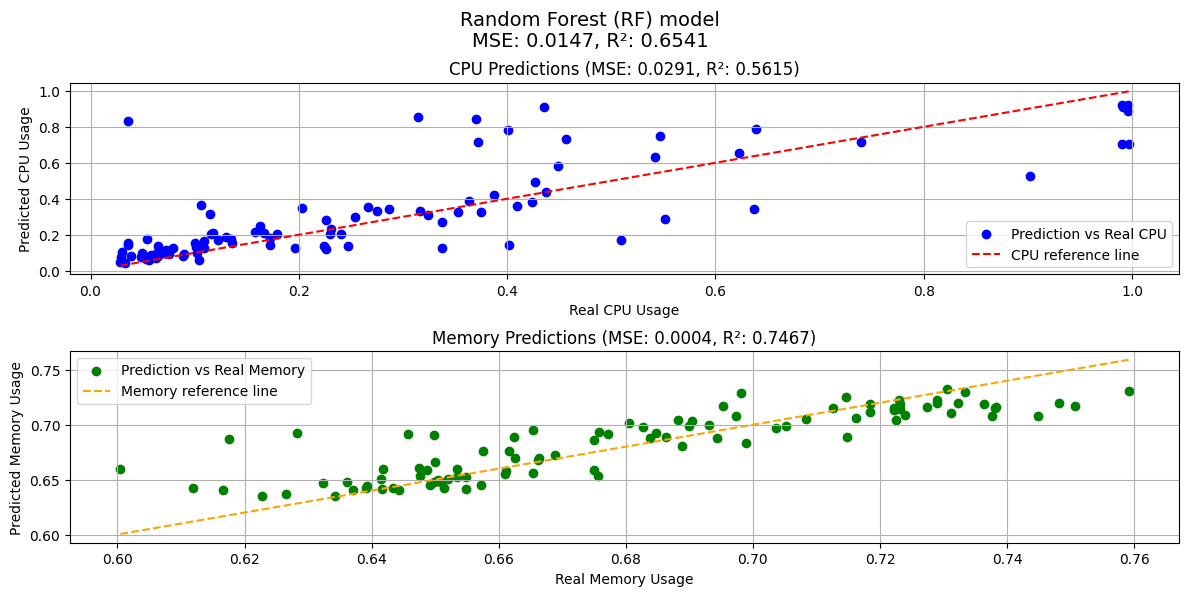 Random Forest (RF) model
MSE: 0.0147, R²: 0.6541
CPU Predictions (MSE: 0.0291, R²: 0.5615)
Predicted CPU Usage
1.0
0.8
0.6
0.4
0.2
0.0
Prediction vs Real CPU
CPU reference line
0.0 0.2 0.4 0.6 0.8 1.0
Real CPU Usage
Memory Predictions (MSE: 0.0004, R²: 0.7467)
Predicted Memory Usage
0.75
0.70
0.65
0.60
Prediction vs Real Memory
Memory reference line
0.60 0.62 0.64 0.66 0.68 0.70 0.72 0.74 0.76
Real Memory Usage